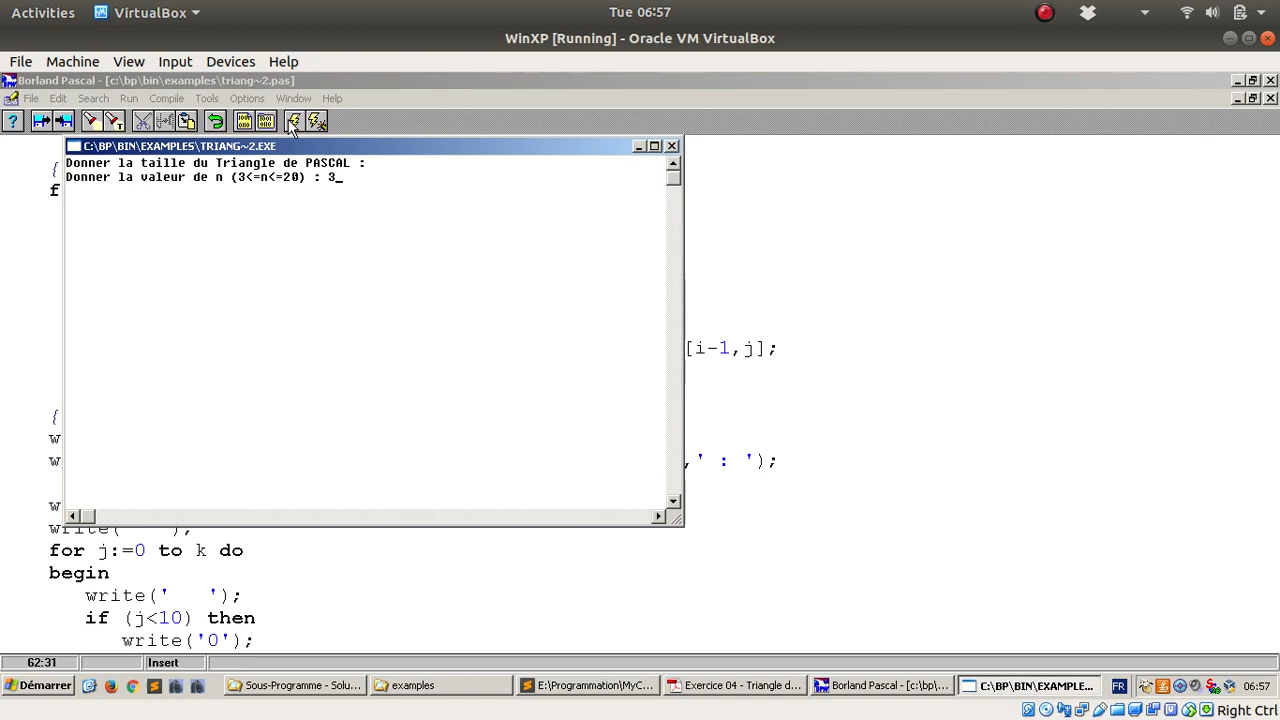 Activities VirtualBox Tue 06:57
WinXP [Running] - Oracle VM VirtualBox
File Machine View Input Devices Help
Borland Pascal - [c:\bp\bin\examples\triang~2.pas]
File Edit Search Run Compile Tools Options Window Help
C:\BP\BIN\EXAMPLES\TRIANG~2.EXE
{
Donner la taille du Triangle de PASCAL :
Donner la valeur de n (3<=n<=20) : 3_
f
[i-1,j];
{
w
w ,' : ');
w
for j:=0 to k do
begin
write('   ');
if (j<10) then
write('0');
62:31 Insert
Démarrer Sous-Programme - Solu... examples E:\Programation\MyC... Exercice 04 - Triangle d... Borland Pascal - [c:\bp\... C:\BP\BIN\EXAMPLE... FR 06:57
Right Ctrl